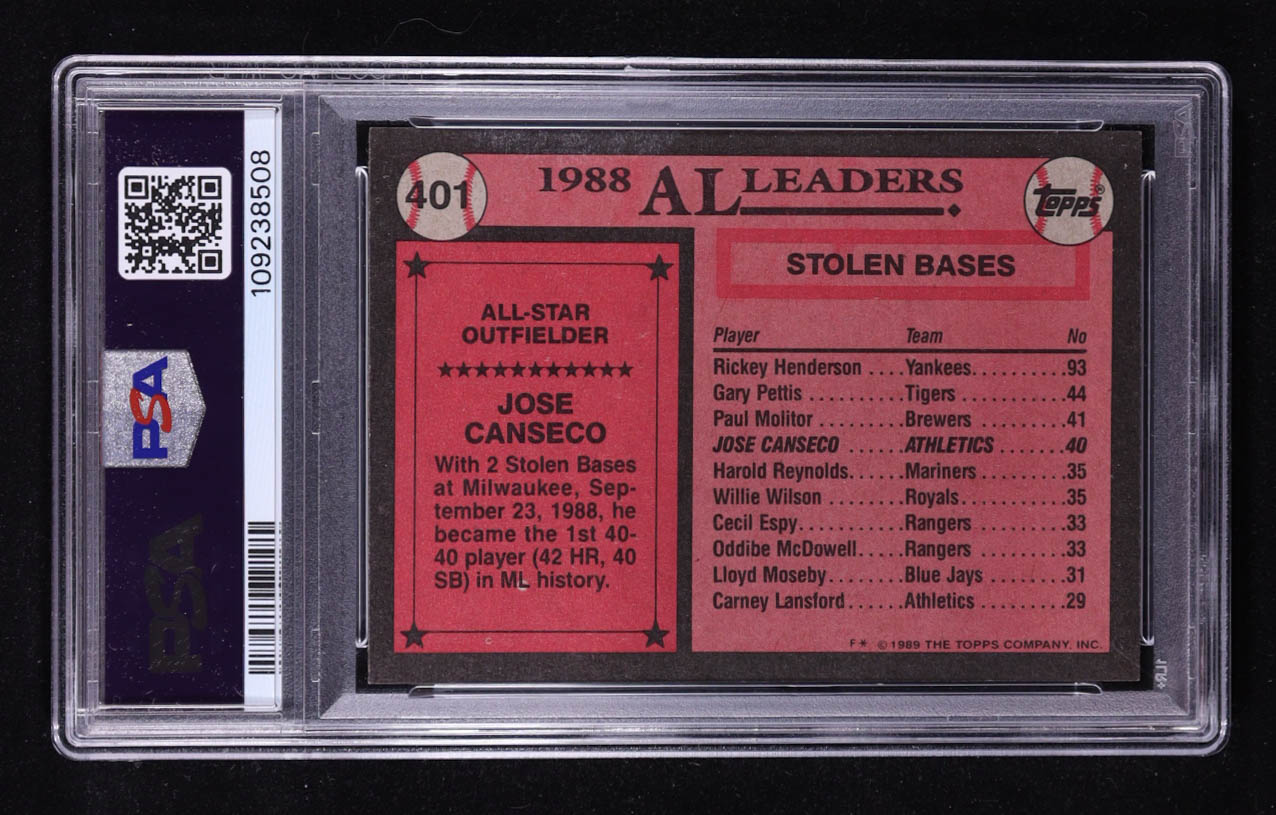 109238508
PSA
PSA
401
1988 AL LEADERS
topps®
STOLEN BASES
ALL-STAR
OUTFIELDER
JOSE
CANSECO
With 2 Stolen Bases
at Milwaukee, Sep-
tember 23, 1988, he
became the 1st 40-
40 player (42 HR, 40
SB) in ML history.
Player Team No
Rickey Henderson .... Yankees..............93
Gary Pettis ............ Tigers ................44
Paul Molitor .......... Brewers .............41
JOSE CANSECO ...... ATHLETICS .......40
Harold Reynolds...... Mariners............35
Willie Wilson ......... Royals...............35
Cecil Espy............. Rangers ............33
Oddibe McDowell..... Rangers ............33
Lloyd Moseby......... Blue Jays ..........31
Carney Lansford...... Athletics ...........29
F* ©1989 THE TOPPS COMPANY, INC.
1LR+